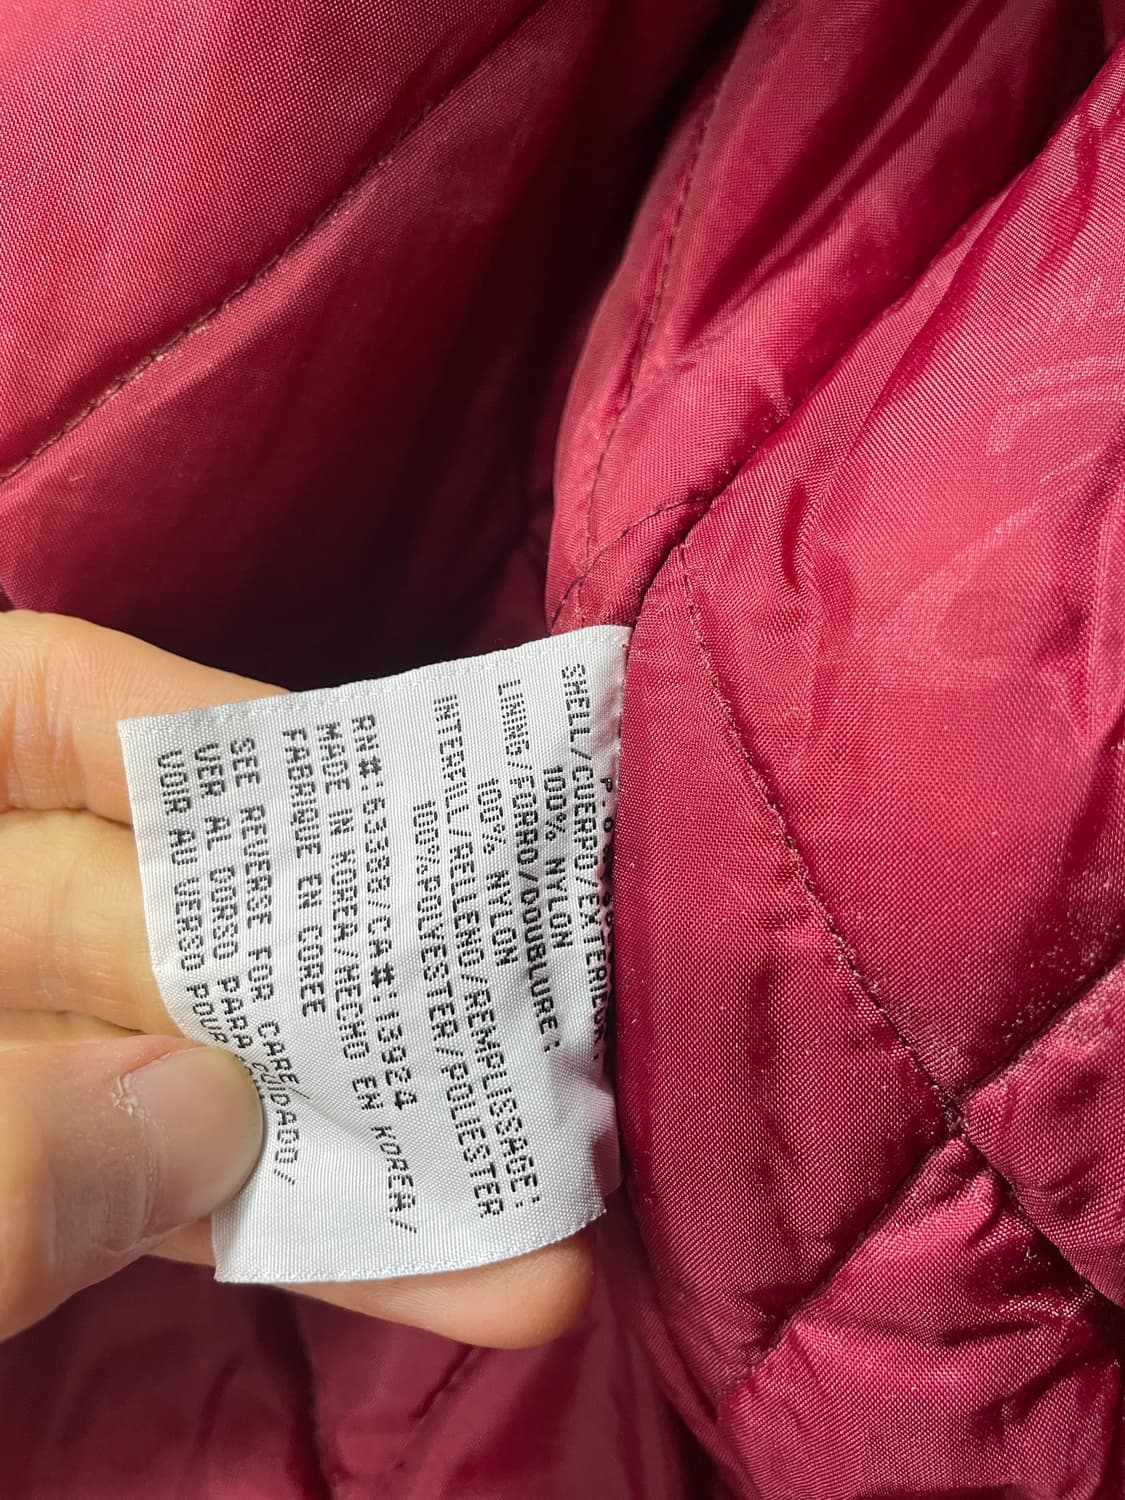 SHELL/CUERPO/EXTERIEUR:
100% NYLON
LINING/FORRO/DOUBLURE:
100% NYLON
INTERFILL/RELLENO/REMPLISSAGE:
100%POLYESTER/POLIESTER
RN#:63388/CA#:13924
MADE IN KOREA/HECHO EN KOREA/
FABRIQUE EN COREE
SEE REVERSE FOR CARE/
VER AL DORSO PARA CUIDADO/
VOIR AU VERSO POUR